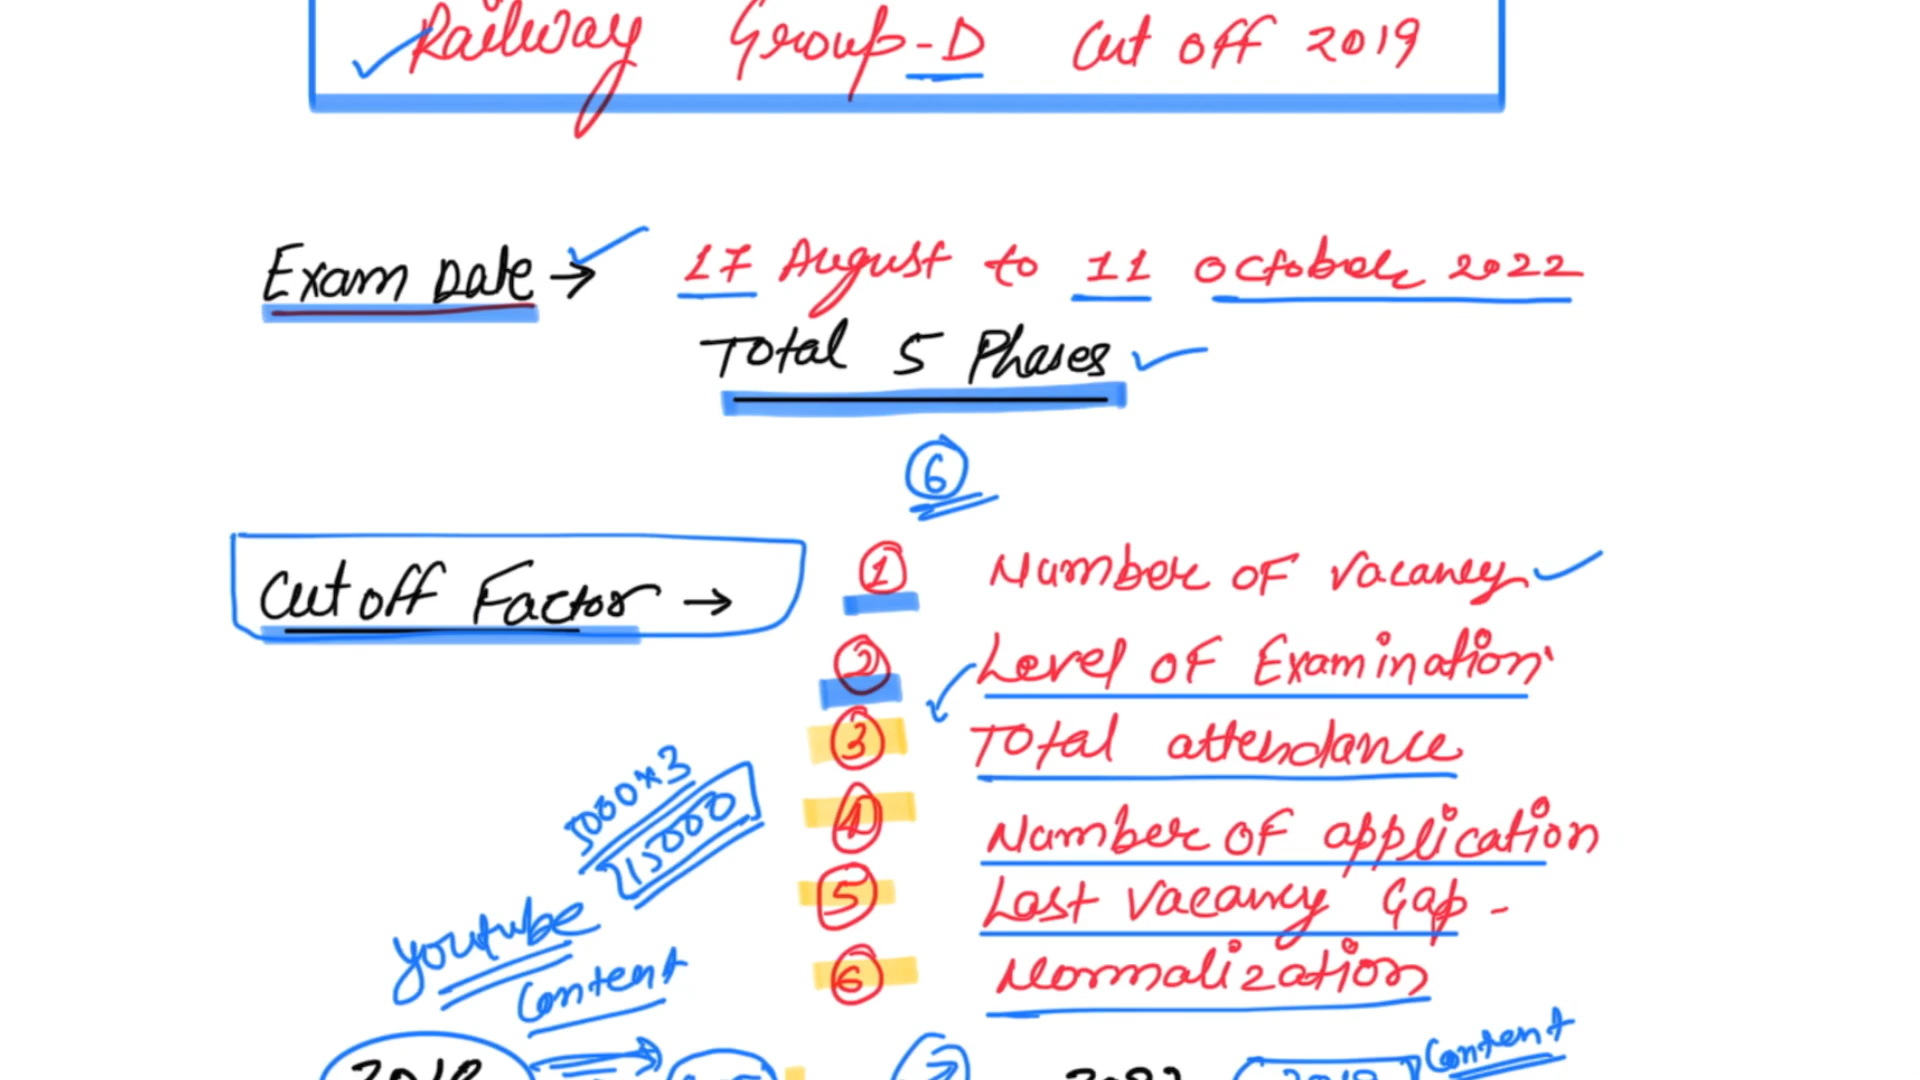 Railway Group-D Cut off 2019
Exam Date → 17 August to 11 october 2022
Total 5 Phases
6
Cut off Factor →
1 Number of vacancy
2 Level of Examination
3 Total attendance
4 Number of application
5 Last vacancy Gap -
6 Normalization
5000×3
15000
youtube
Content
Content